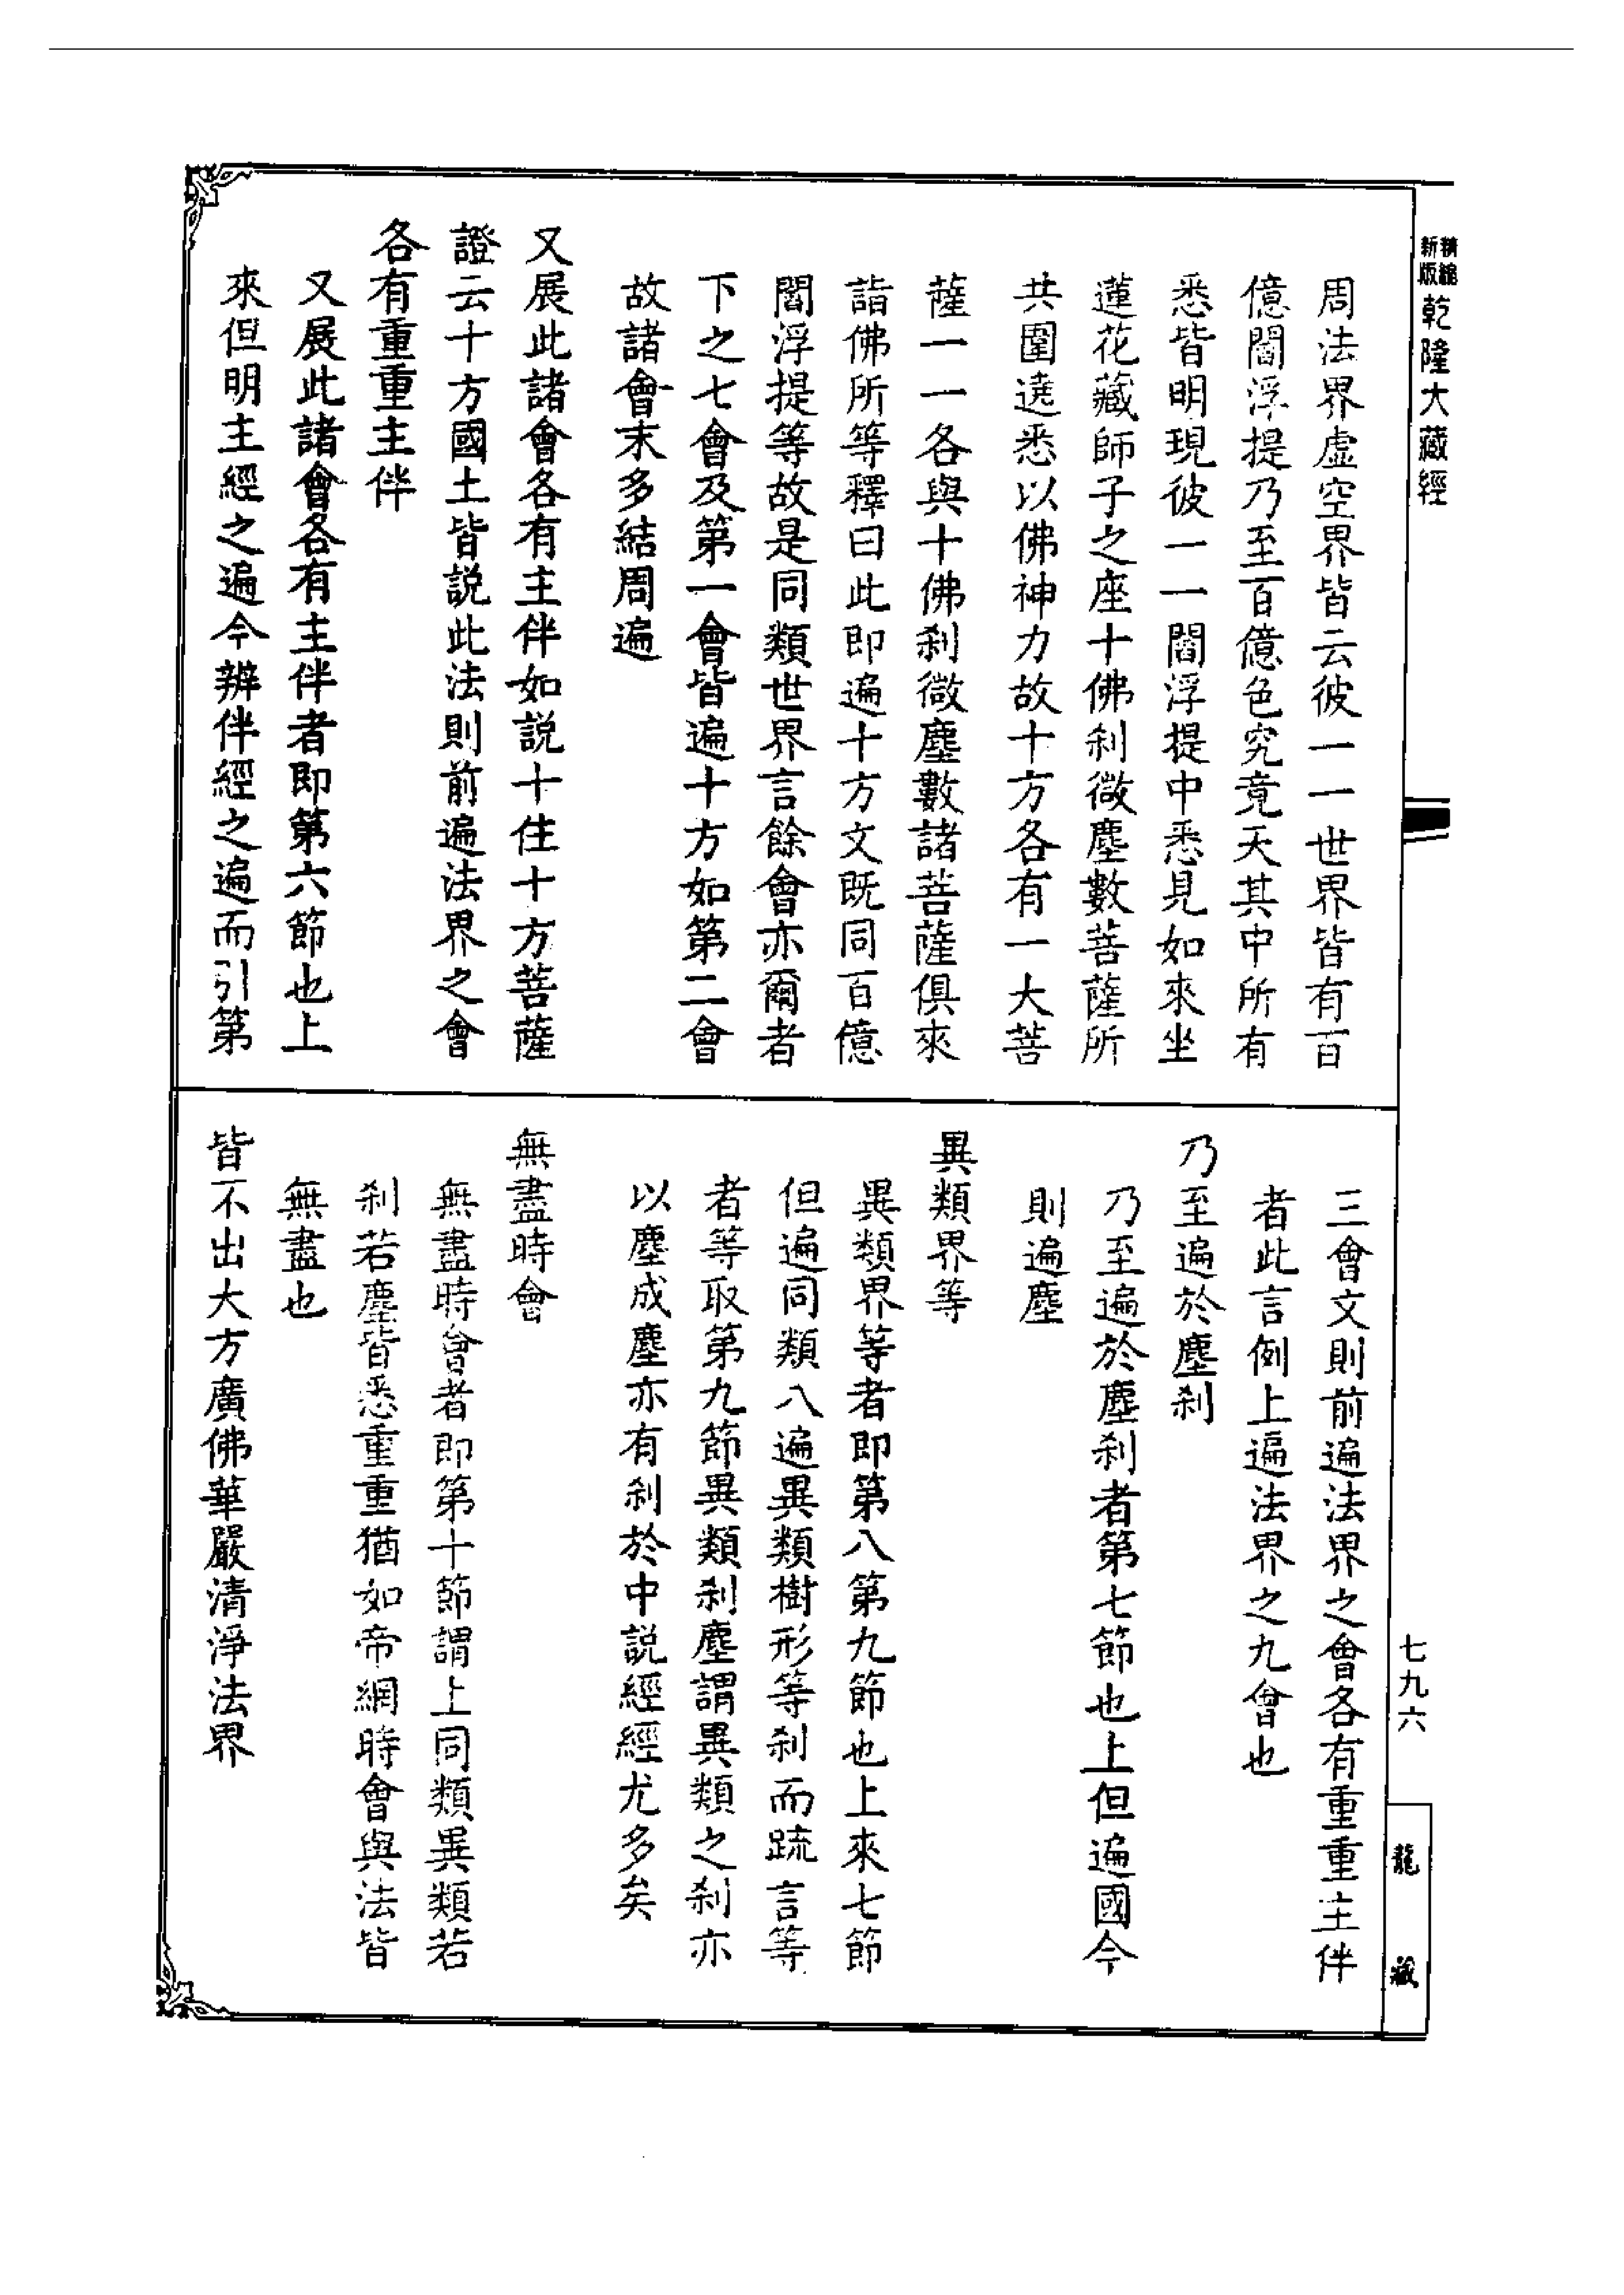 精縮新版乾隆大藏經
周法界虛空界皆云彼一一世界皆有百
億閻浮提乃至百億色究竟天其中所有
悉皆明現彼一一閻浮提中悉見如來坐
蓮花藏師子之座十佛剎微塵數菩薩所
共圍遶悉以佛神力故十方各有一大菩
薩一一各與十佛剎微塵數諸菩薩俱來
詣佛所等釋曰此即遍十方文既同百億
閻浮提等故是同類世界言餘會亦爾者
下之七會及第一會皆遍十方如第二會
故諸會末多結周遍
又展此諸會各有主伴如說十住十方菩薩
證云十方國土皆說此法則前遍法界之會
各有重重主伴
又展此諸會各有主伴者即第六節也上
來但明主經之遍今辨伴經之遍而引第
三會文則前遍法界之會各有重重主伴
者此言例上遍法界之九會也
乃至遍於塵剎
乃至遍於塵剎者第七節也上但遍國今
則遍塵
異類界等
異類界等者即第八第九節也上來七節
但遍同類八遍異類樹形等剎而疏言等
者等取第九節異類剎塵謂異類之剎亦
以塵成塵亦有剎於中說經經尤多矣
無盡時會
無盡時會者即第十節謂上同類異類若
剎若塵皆悉重重猶如帝網時會與法皆
無盡也
皆不出大方廣佛華嚴清淨法界
七九六
龍藏